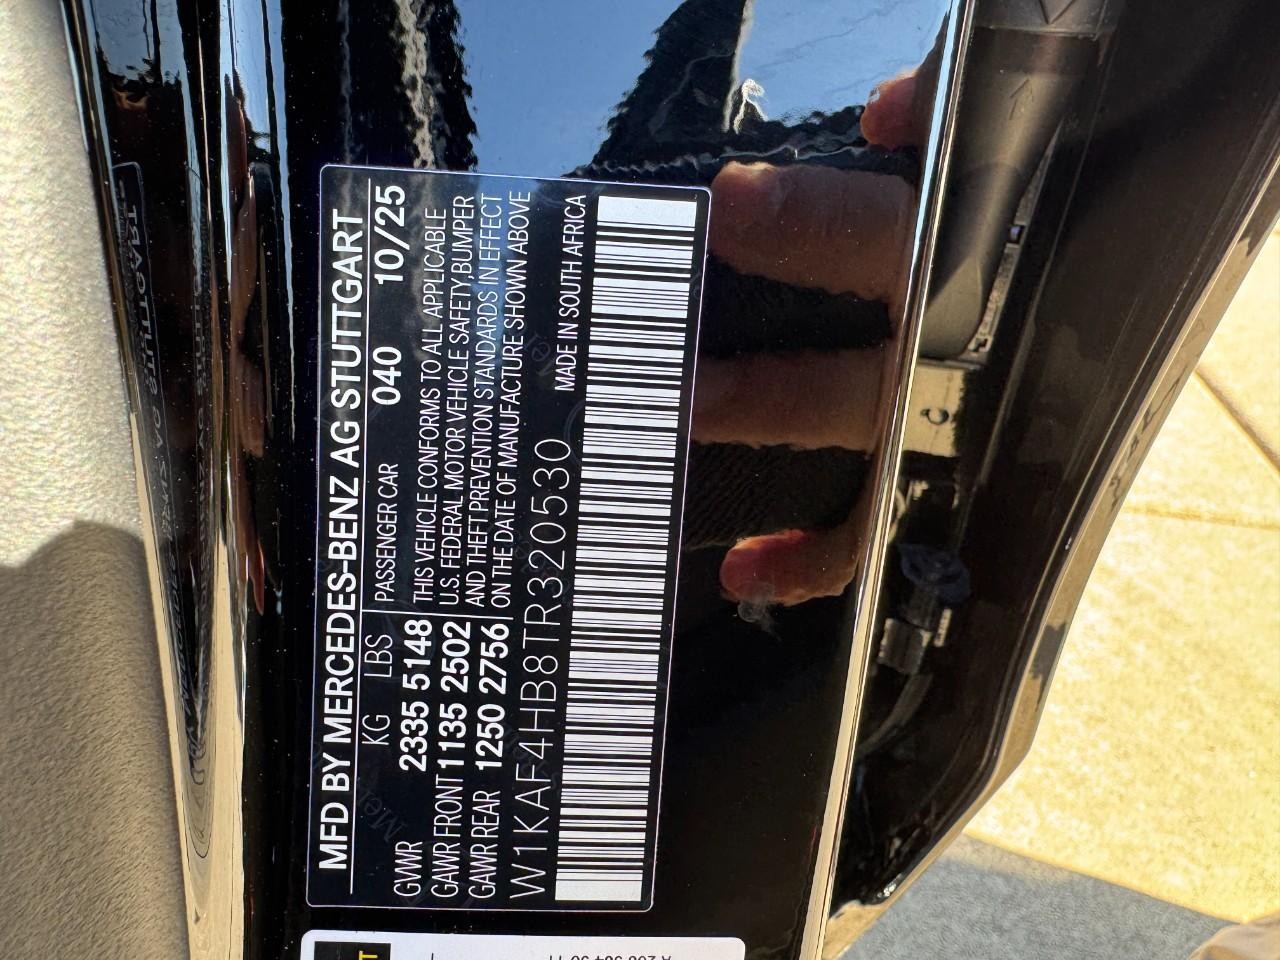 MFD BY MERCEDES-BENZ AG STUTTGART
KG LBS PASSENGER CAR 040 10/25
GVWR 2335 5148 THIS VEHICLE CONFORMS TO ALL APPLICABLE
GAWR FRONT 1135 2502 U.S. FEDERAL MOTOR VEHICLE SAFETY,BUMPER
GAWR REAR 1250 2756 AND THEFT PREVENTION STANDARDS IN EFFECT
ON THE DATE OF MANUFACTURE SHOWN ABOVE
W1KAF4HB8TR320530 MADE IN SOUTH AFRICA
C